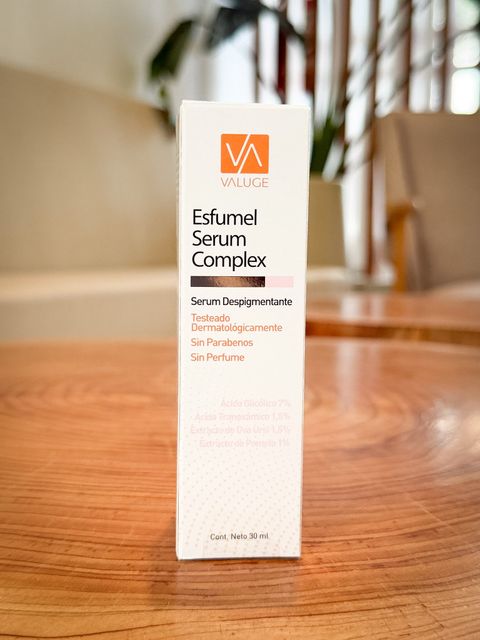 VA
VALUGE
Esfumel
Serum
Complex
Serum Despigmentante
Testeado
Dermatológicamente
Sin Parabenos
Sin Perfume
Ácido Glicólico 7%
Ácido Tranexámico 1,5%
Extracto de Uva Ursi 1,5%
Extracto de Pomelo 1%
Cont. Neto 30 ml.